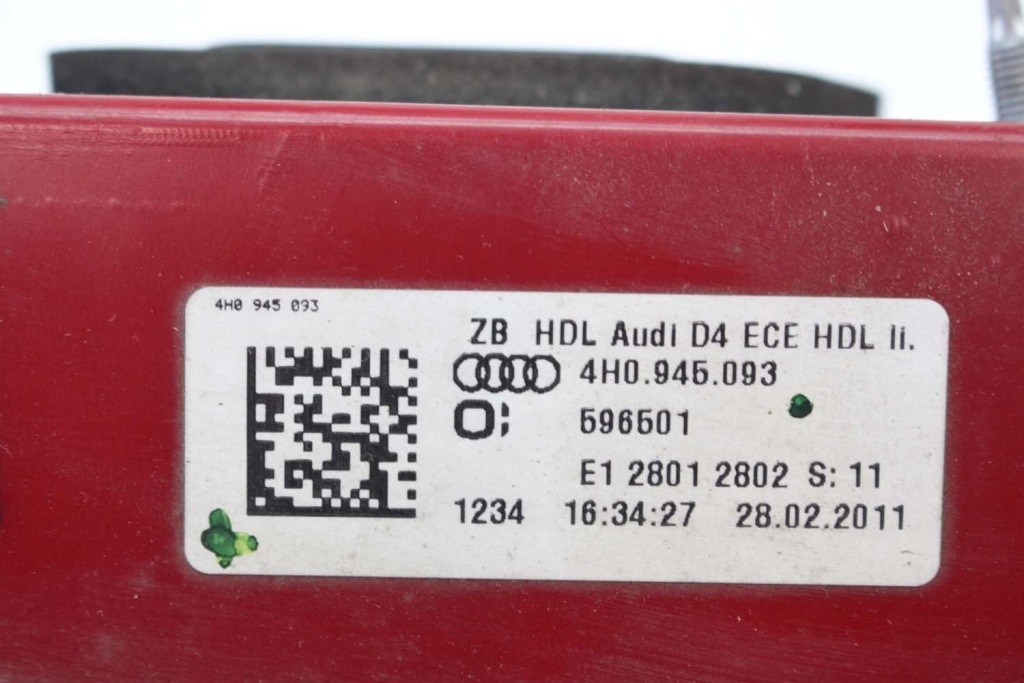 4H0 945 093
ZB HDL Audi D4 ECE HDL li.
4H0.945.093
596501
E1 2801 2802 S: 11
1234 16:34:27 28.02.2011